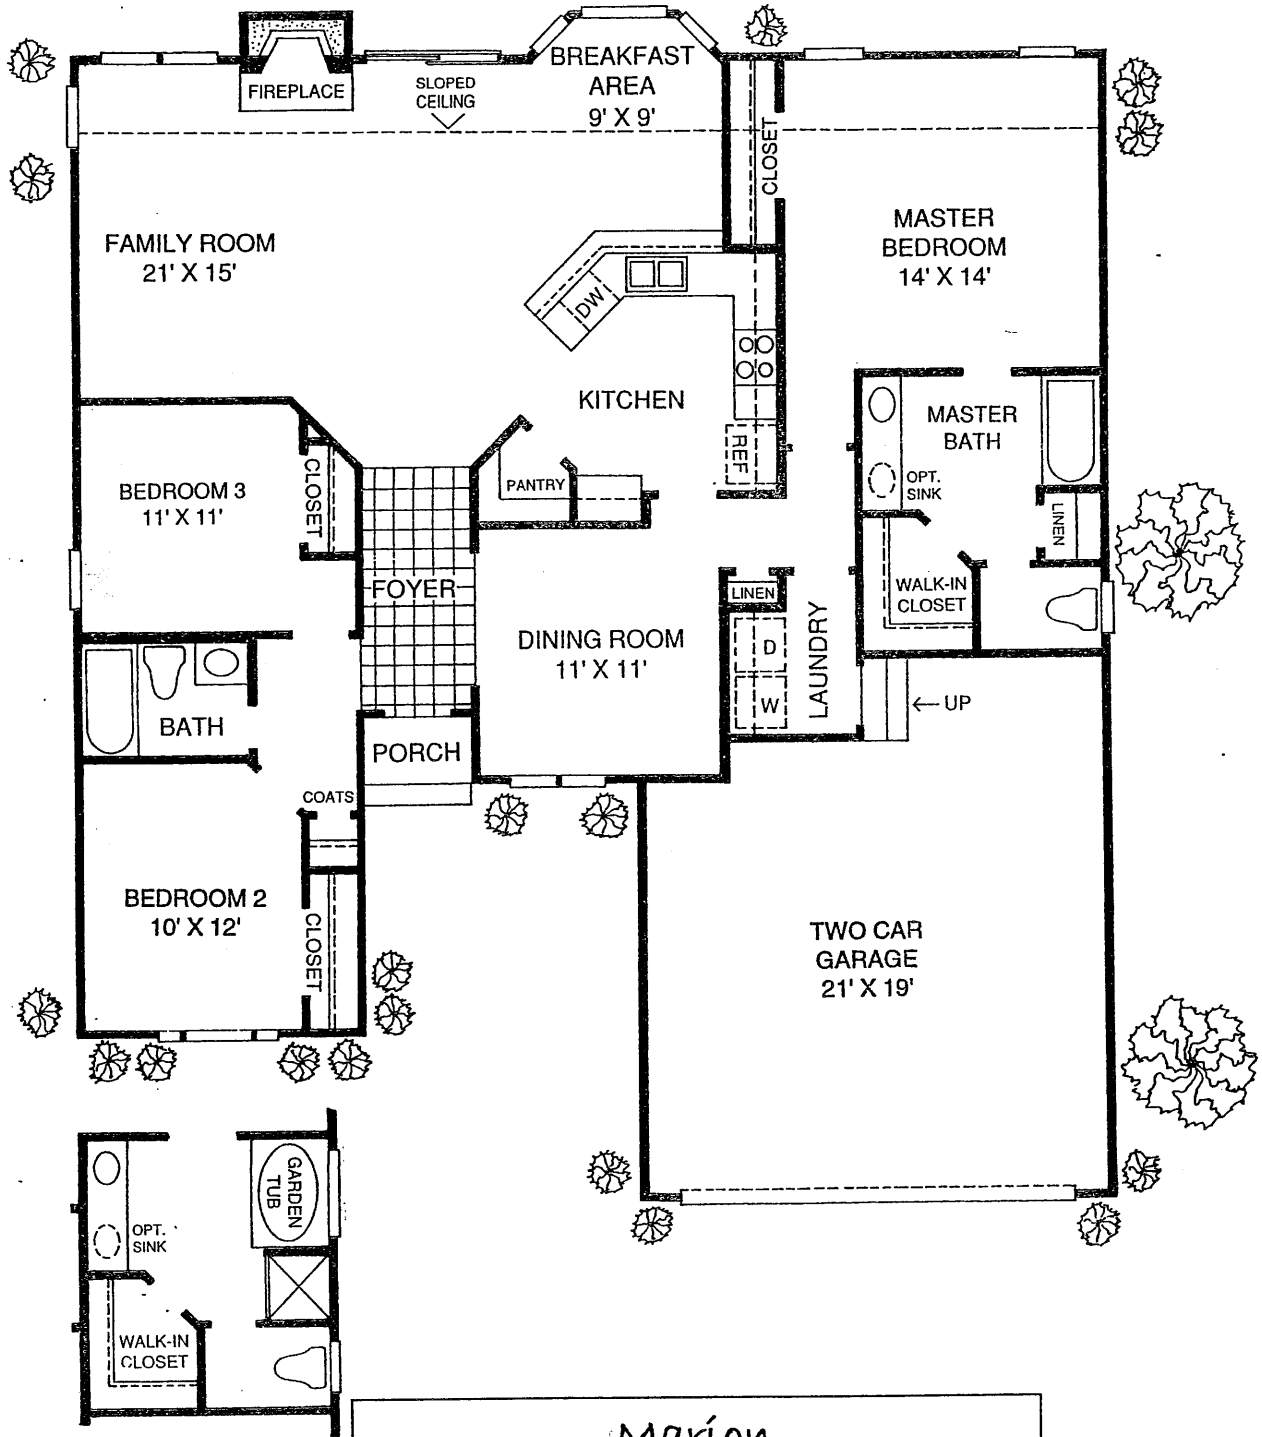 BREAKFAST
AREA
9' X 9'
FIREPLACE
SLOPED
CEILING
CLOSET
FAMILY ROOM
21' X 15'
MASTER
BEDROOM
14' X 14'
DW
KITCHEN
MASTER
BATH
REF
PANTRY
OPT.
SINK
LINEN
BEDROOM 3
11' X 11'
CLOSET
FOYER
WALK-IN
CLOSET
LINEN
DINING ROOM
11' X 11'
D
W
LAUNDRY
UP
BATH
PORCH
COATS
BEDROOM 2
10' X 12'
CLOSET
TWO CAR
GARAGE
21' X 19'
GARDEN
TUB
OPT.
SINK
WALK-IN
CLOSET
Marion